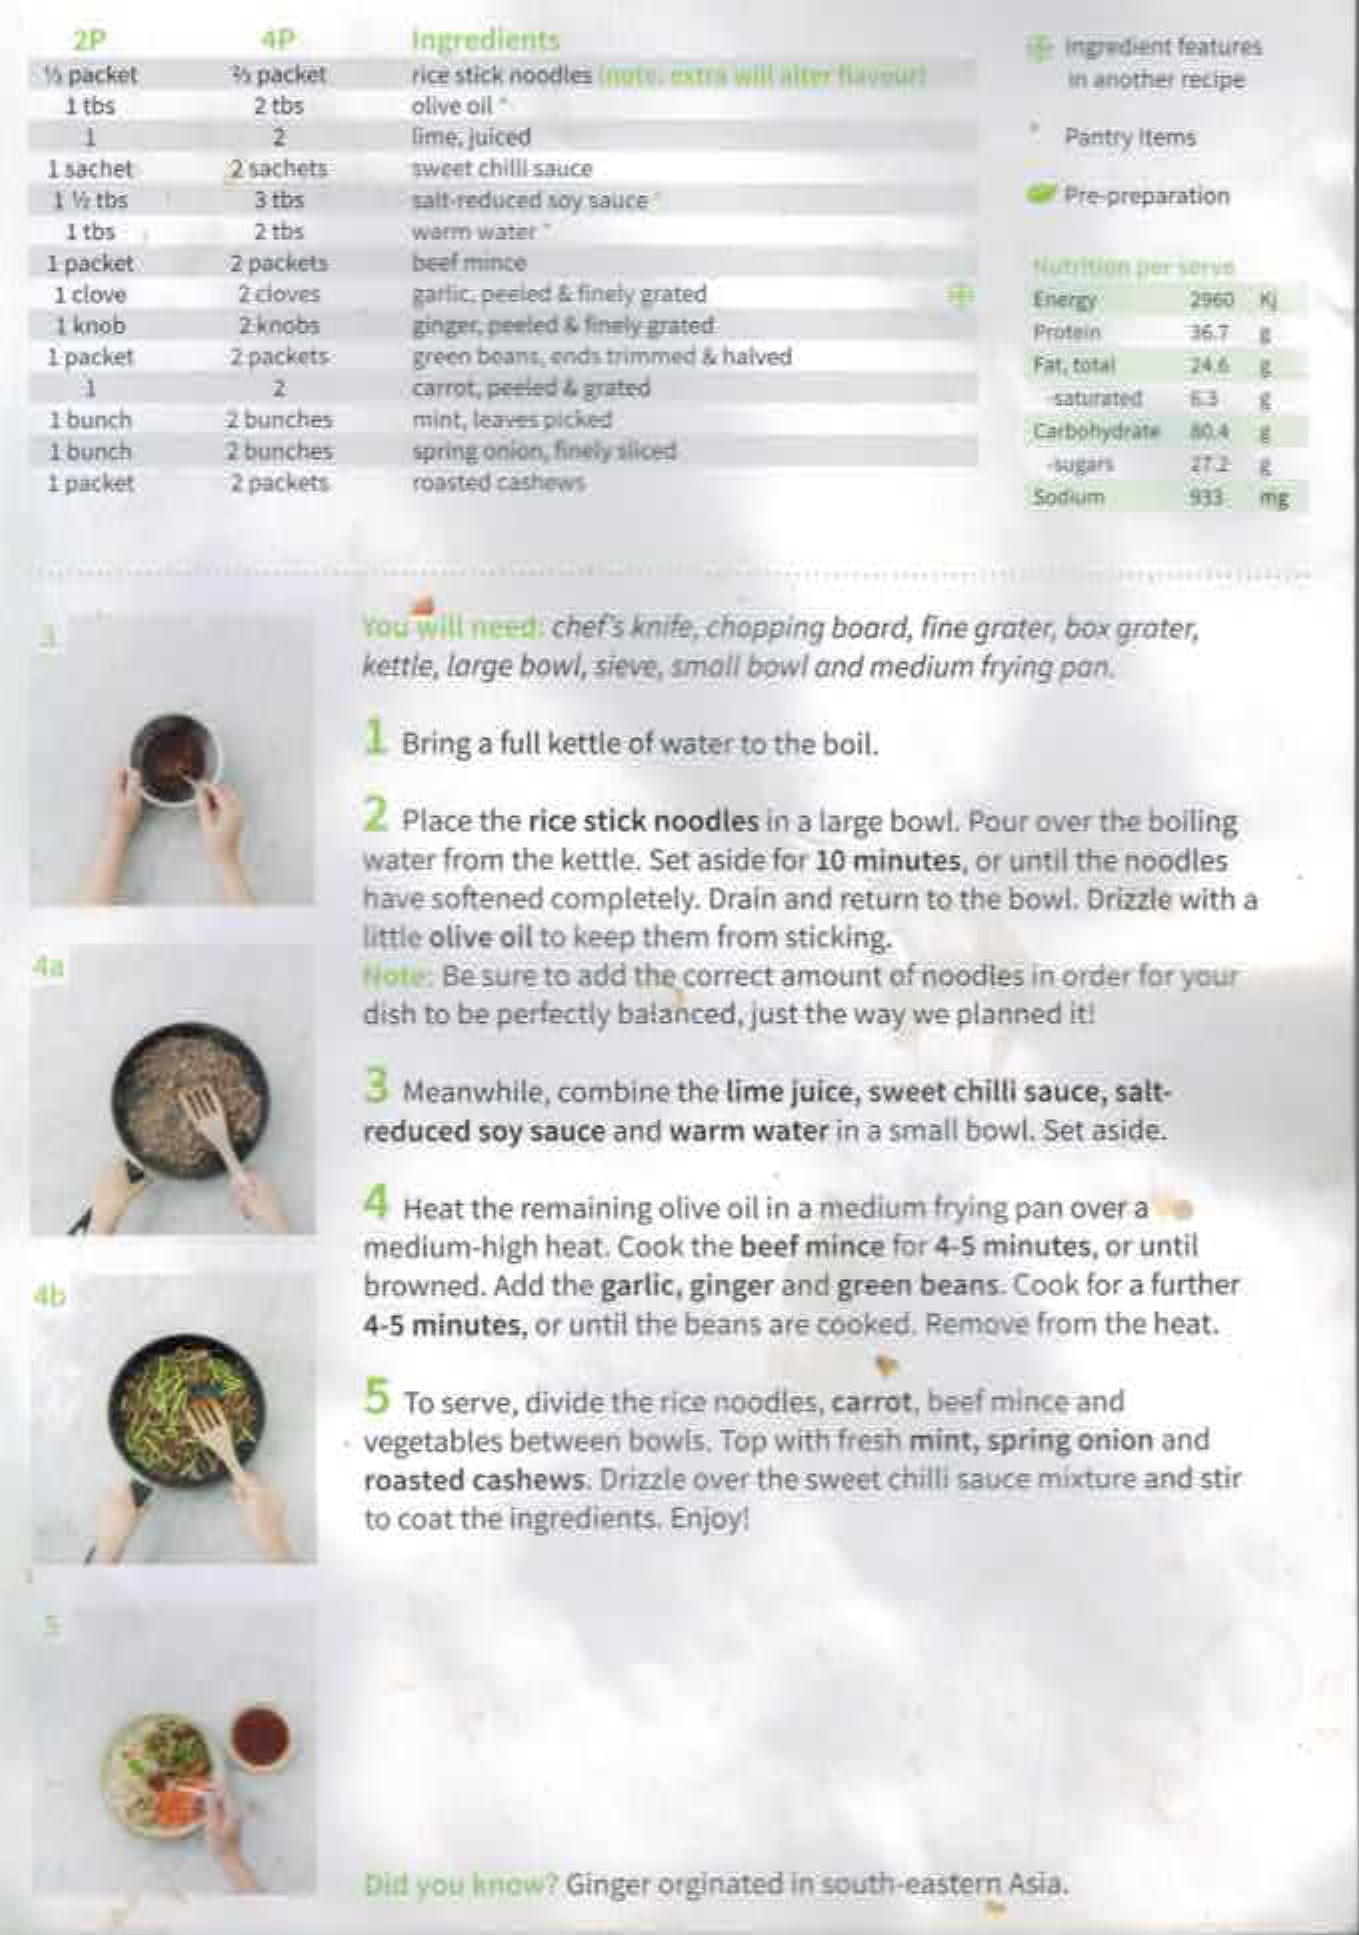 2P 4P Ingredients
⅓ packet ⅔ packet rice stick noodles (note, extra will alter flavour)
1 tbs 2 tbs olive oil *
1 2 lime, juiced
1 sachet 2 sachets sweet chilli sauce
1 ½ tbs 3 tbs salt-reduced soy sauce *
1 tbs 2 tbs warm water *
1 packet 2 packets beef mince
1 clove 2 cloves garlic, peeled & finely grated
1 knob 2 knobs ginger, peeled & finely grated
1 packet 2 packets green beans, ends trimmed & halved
1 2 carrot, peeled & grated
1 bunch 2 bunches mint, leaves picked
1 bunch 2 bunches spring onion, finely sliced
1 packet 2 packets roasted cashews
Ingredient features
in another recipe
* Pantry Items
Pre-preparation
Nutrition per serve
Energy 2960 Kj
Protein 36.7 g
Fat, total 24.6 g
-saturated 6.3 g
Carbohydrate 80.4 g
-sugars 27.2 g
Sodium 933 mg
3
4a
4b
5
You will need: chef's knife, chopping board, fine grater, box grater,
kettle, large bowl, sieve, small bowl and medium frying pan.
1 Bring a full kettle of water to the boil.
2 Place the rice stick noodles in a large bowl. Pour over the boiling
water from the kettle. Set aside for 10 minutes, or until the noodles
have softened completely. Drain and return to the bowl. Drizzle with a
little olive oil to keep them from sticking.
Note: Be sure to add the correct amount of noodles in order for your
dish to be perfectly balanced, just the way we planned it!
3 Meanwhile, combine the lime juice, sweet chilli sauce, salt-
reduced soy sauce and warm water in a small bowl. Set aside.
4 Heat the remaining olive oil in a medium frying pan over a
medium-high heat. Cook the beef mince for 4-5 minutes, or until
browned. Add the garlic, ginger and green beans. Cook for a further
4-5 minutes, or until the beans are cooked. Remove from the heat.
5 To serve, divide the rice noodles, carrot, beef mince and
vegetables between bowls. Top with fresh mint, spring onion and
roasted cashews. Drizzle over the sweet chilli sauce mixture and stir
to coat the ingredients. Enjoy!
Did you know? Ginger orginated in south-eastern Asia.